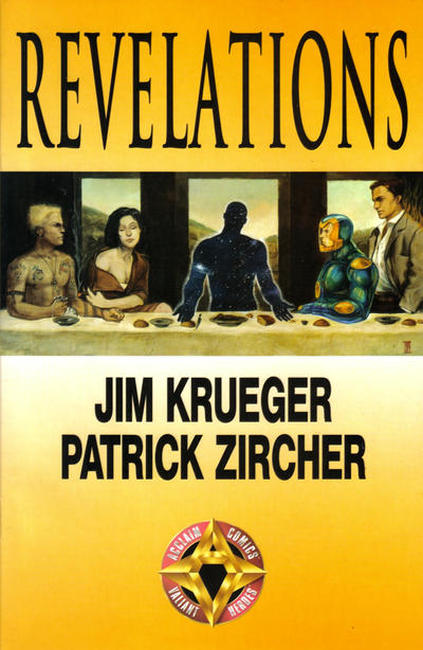 REVELATIONS
JIM KRUEGER
PATRICK ZIRCHER
ACCLAIM
COMICS
VALIANT
HEROES